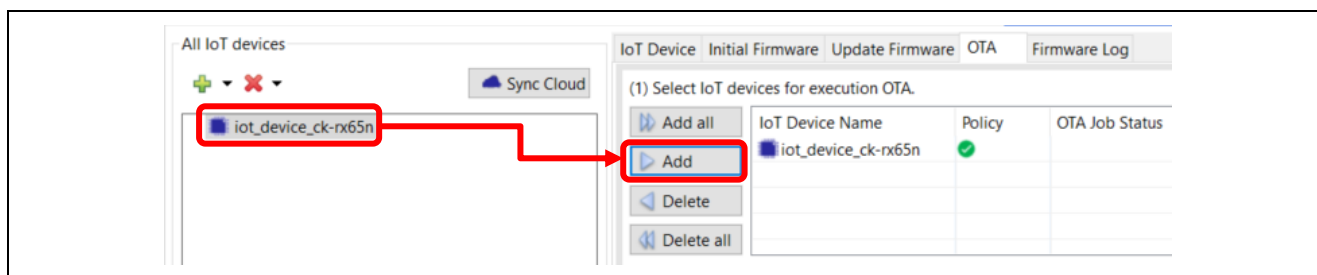 All IoT devices
Sync Cloud
iot_device_ck-rx65n
IoT Device Initial Firmware Update Firmware OTA Firmware Log
(1) Select IoT devices for execution OTA.
Add all
Add
Delete
Delete all
IoT Device Name Policy OTA Job Status
iot_device_ck-rx65n